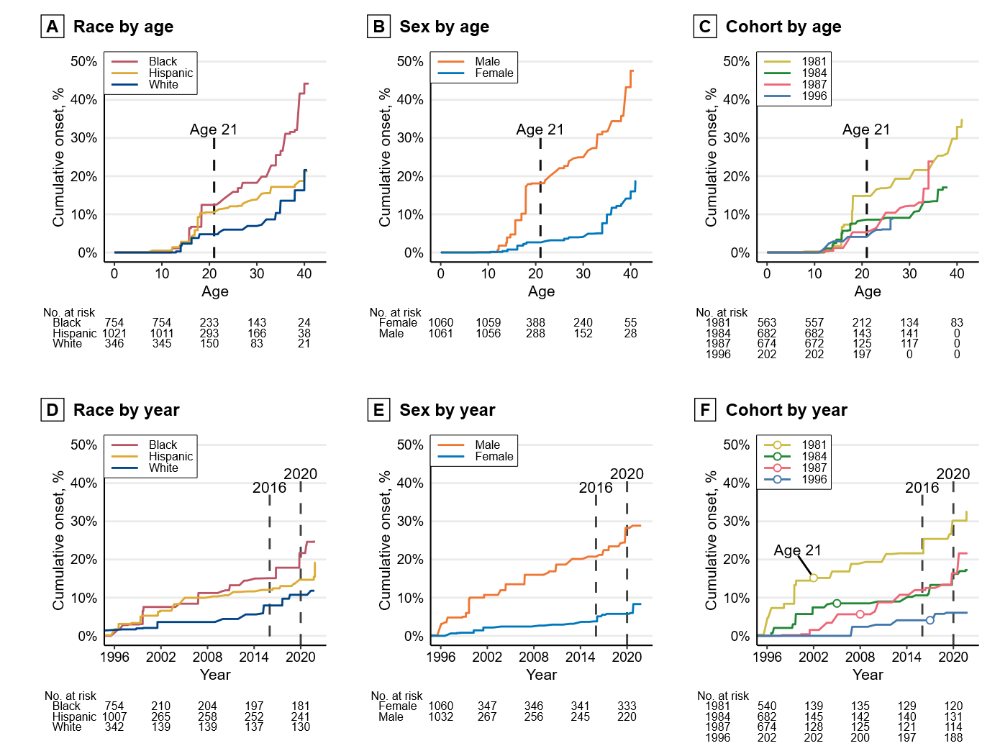 A Race by age
50%
40%
30%
20%
10%
0%
Cumulative onset, %
Black
Hispanic
White
Age 21
0 10 20 30 40
Age
No. at risk
Black 754 754 233 143 24
Hispanic 1021 1011 293 166 38
White 346 345 150 83 21
B Sex by age
50%
40%
30%
20%
10%
0%
Cumulative onset, %
Male
Female
Age 21
0 10 20 30 40
Age
No. at risk
Female 1060 1059 388 240 55
Male 1061 1056 288 152 28
C Cohort by age
50%
40%
30%
20%
10%
0%
Cumulative onset, %
1981
1984
1987
1996
Age 21
0 10 20 30 40
Age
No. at risk
1981 563 557 212 134 83
1984 682 682 143 141 0
1987 674 672 125 117 0
1996 202 202 197 0 0
D Race by year
50%
40%
30%
20%
10%
0%
Cumulative onset, %
Black
Hispanic
White
2020
2016
1996 2002 2008 2014 2020
Year
No. at risk
Black 754 210 204 197 181
Hispanic 1007 265 258 252 241
White 342 139 139 137 130
E Sex by year
50%
40%
30%
20%
10%
0%
Cumulative onset, %
Male
Female
2020
2016
1996 2002 2008 2014 2020
Year
No. at risk
Female 1060 347 346 341 333
Male 1032 267 256 245 220
F Cohort by year
50%
40%
30%
20%
10%
0%
Cumulative onset, %
1981
1984
1987
1996
2020
2016
Age 21
1996 2002 2008 2014 2020
Year
No. at risk
1981 540 139 135 129 120
1984 682 145 142 140 131
1987 674 128 125 121 114
1996 202 202 200 197 188